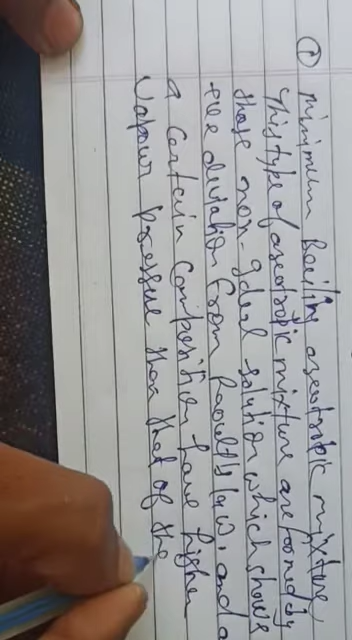 ① Minimum boiling azeotropic mixture
This type of azeotropic mixture are formed by
those non-ideal solution which shows
+ve deviation from Raoult's law. and
a certain composition have higher
Vapour pressure than that of the